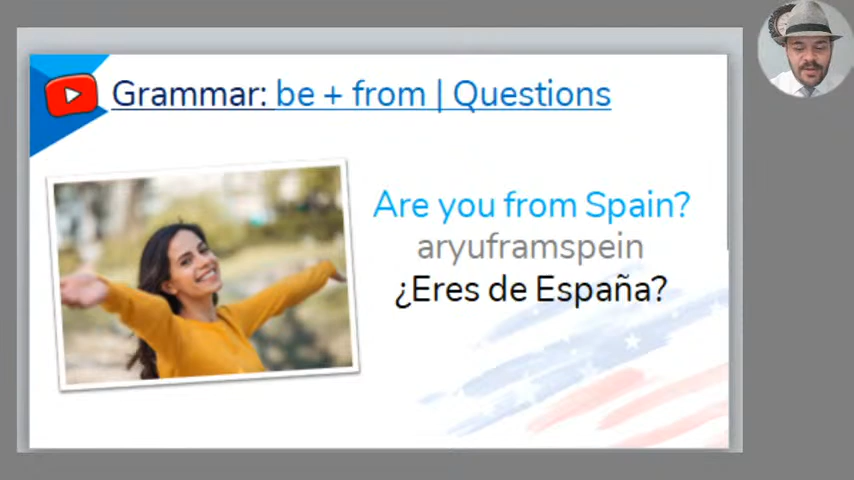 Grammar: be + from | Questions
Are you from Spain?
aryuframspein
¿Eres de España?